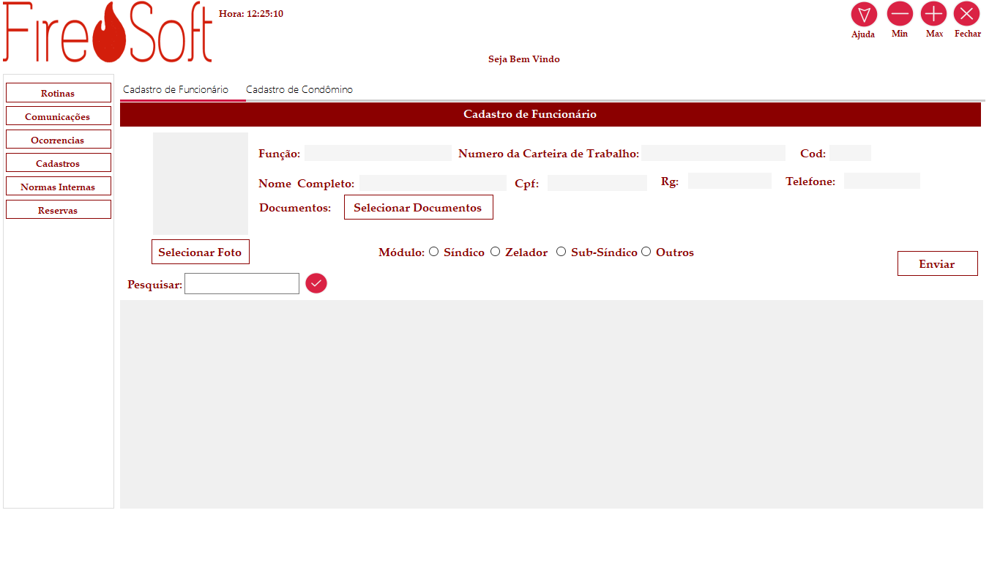 Fire Soft
Hora: 12:25:10
Ajuda Min Max Fechar
Seja Bem Vindo
Rotinas
Comunicações
Ocorrencias
Cadastros
Normas Internas
Reservas
Cadastro de Funcionário Cadastro de Condômino
Cadastro de Funcionário
Função: Numero da Carteira de Trabalho: Cod:
Nome Completo: Cpf: Rg: Telefone:
Documentos: Selecionar Documentos
Selecionar Foto Módulo: Síndico Zelador Sub-Síndico Outros
Enviar
Pesquisar: